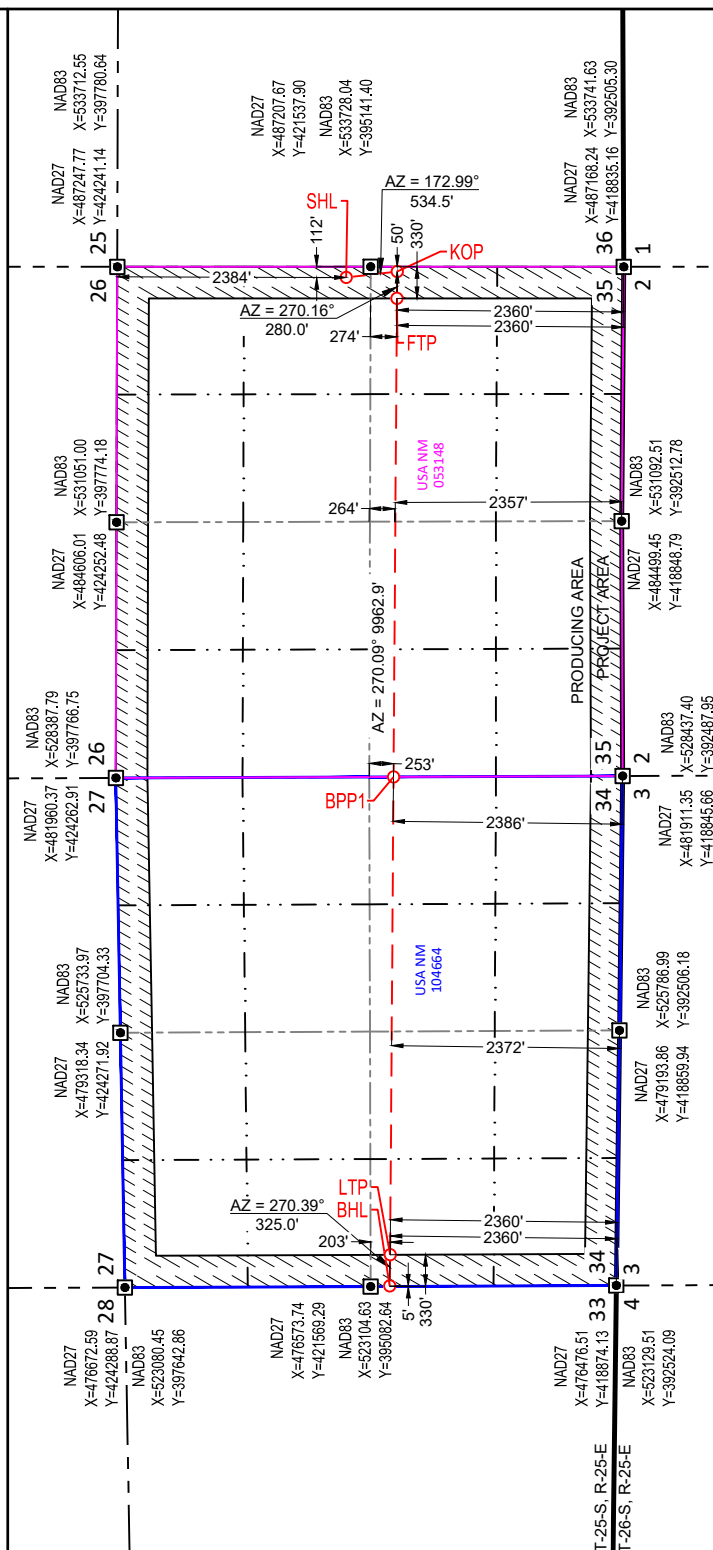 NAD83
X=533712.55
Y=397780.64
NAD27
X=487247.77
Y=424241.14
NAD27
X=487207.67
Y=421537.90
NAD83
X=533728.04
Y=395141.40
NAD83
X=533741.63
Y=392505.30
NAD27
X=487168.24
Y=418835.16
25
26
36
1
35
2
SHL
AZ = 172.99°
534.5'
112'
50'
330'
KOP
2384'
AZ = 270.16°
280.0'
274'
2360'
2360'
FTP
NAD83
X=531051.00
Y=397774.18
NAD27
X=484606.01
Y=424252.48
USA NM
053148
264'
2357'
NAD83
X=531092.51
Y=392512.78
NAD27
X=484499.45
Y=418848.79
AZ = 270.09° 9962.9'
PRODUCING AREA
PROJECT AREA
NAD83
X=528387.79
Y=397766.75
NAD27
X=481960.37
Y=424262.91
26
27
35
2
34
3
253'
BPP1
2386'
NAD83
X=528437.40
Y=392487.95
NAD27
X=481911.35
Y=418845.66
USA NM
104664
NAD83
X=525733.97
Y=397704.33
NAD27
X=479318.34
Y=424271.92
2372'
NAD83
X=525786.99
Y=392506.18
NAD27
X=479193.86
Y=418859.94
LTP
BHL
AZ = 270.39°
325.0'
203'
2360'
2360'
5'
330'
27
28
34
3
33
4
NAD27
X=476672.59
Y=424288.87
NAD83
X=523080.45
Y=397642.86
NAD27
X=476573.74
Y=421569.29
NAD83
X=523104.63
Y=395082.64
NAD27
X=476476.51
Y=418874.13
NAD83
X=523129.51
Y=392524.09
T-25-S, R-25-E
T-26-S, R-25-E